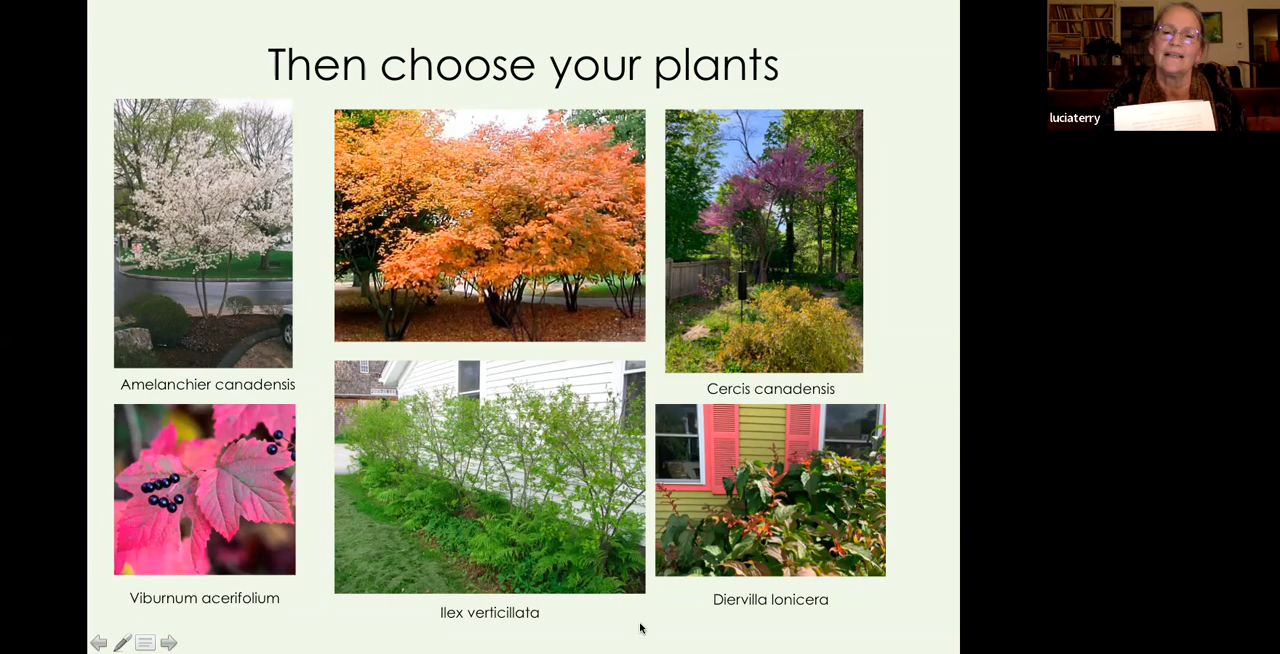 Then choose your plants
luciaterry
Amelanchier canadensis
Cercis canadensis
Viburnum acerifolium
Ilex verticillata
Diervilla lonicera